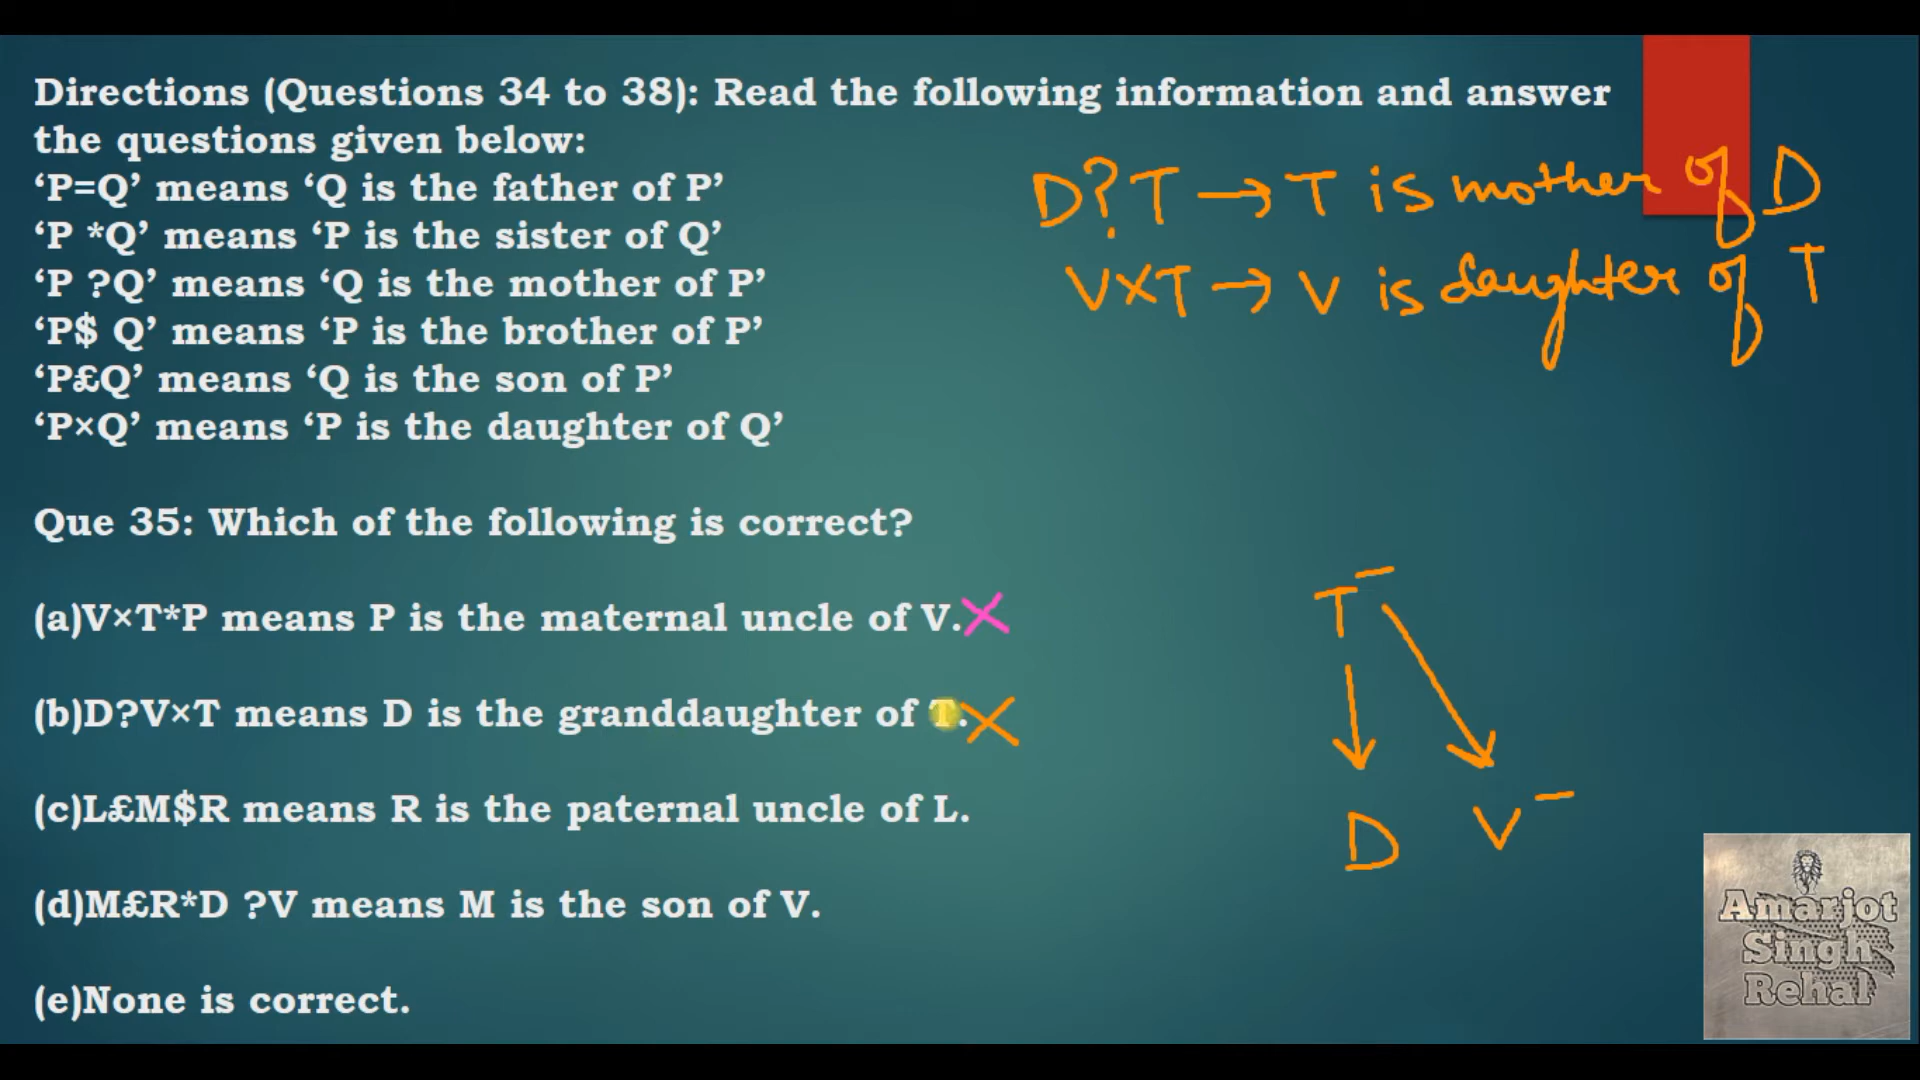 Directions (Questions 34 to 38): Read the following information and answer
the questions given below:
‘P=Q’ means ‘Q is the father of P’
‘P *Q’ means ‘P is the sister of Q’
‘P ?Q’ means ‘Q is the mother of P’
‘P$ Q’ means ‘P is the brother of P’
‘P£Q’ means ‘Q is the son of P’
‘P×Q’ means ‘P is the daughter of Q’
D?T → T is mother of D
V×T → V is daughter of T
Que 35: Which of the following is correct?
(a)V×T*P means P is the maternal uncle of V.
(b)D?V×T means D is the granddaughter of T.
(c)L£M$R means R is the paternal uncle of L.
(d)M£R*D ?V means M is the son of V.
(e)None is correct.
T −
D V −
Amarjot
Singh
Rehal